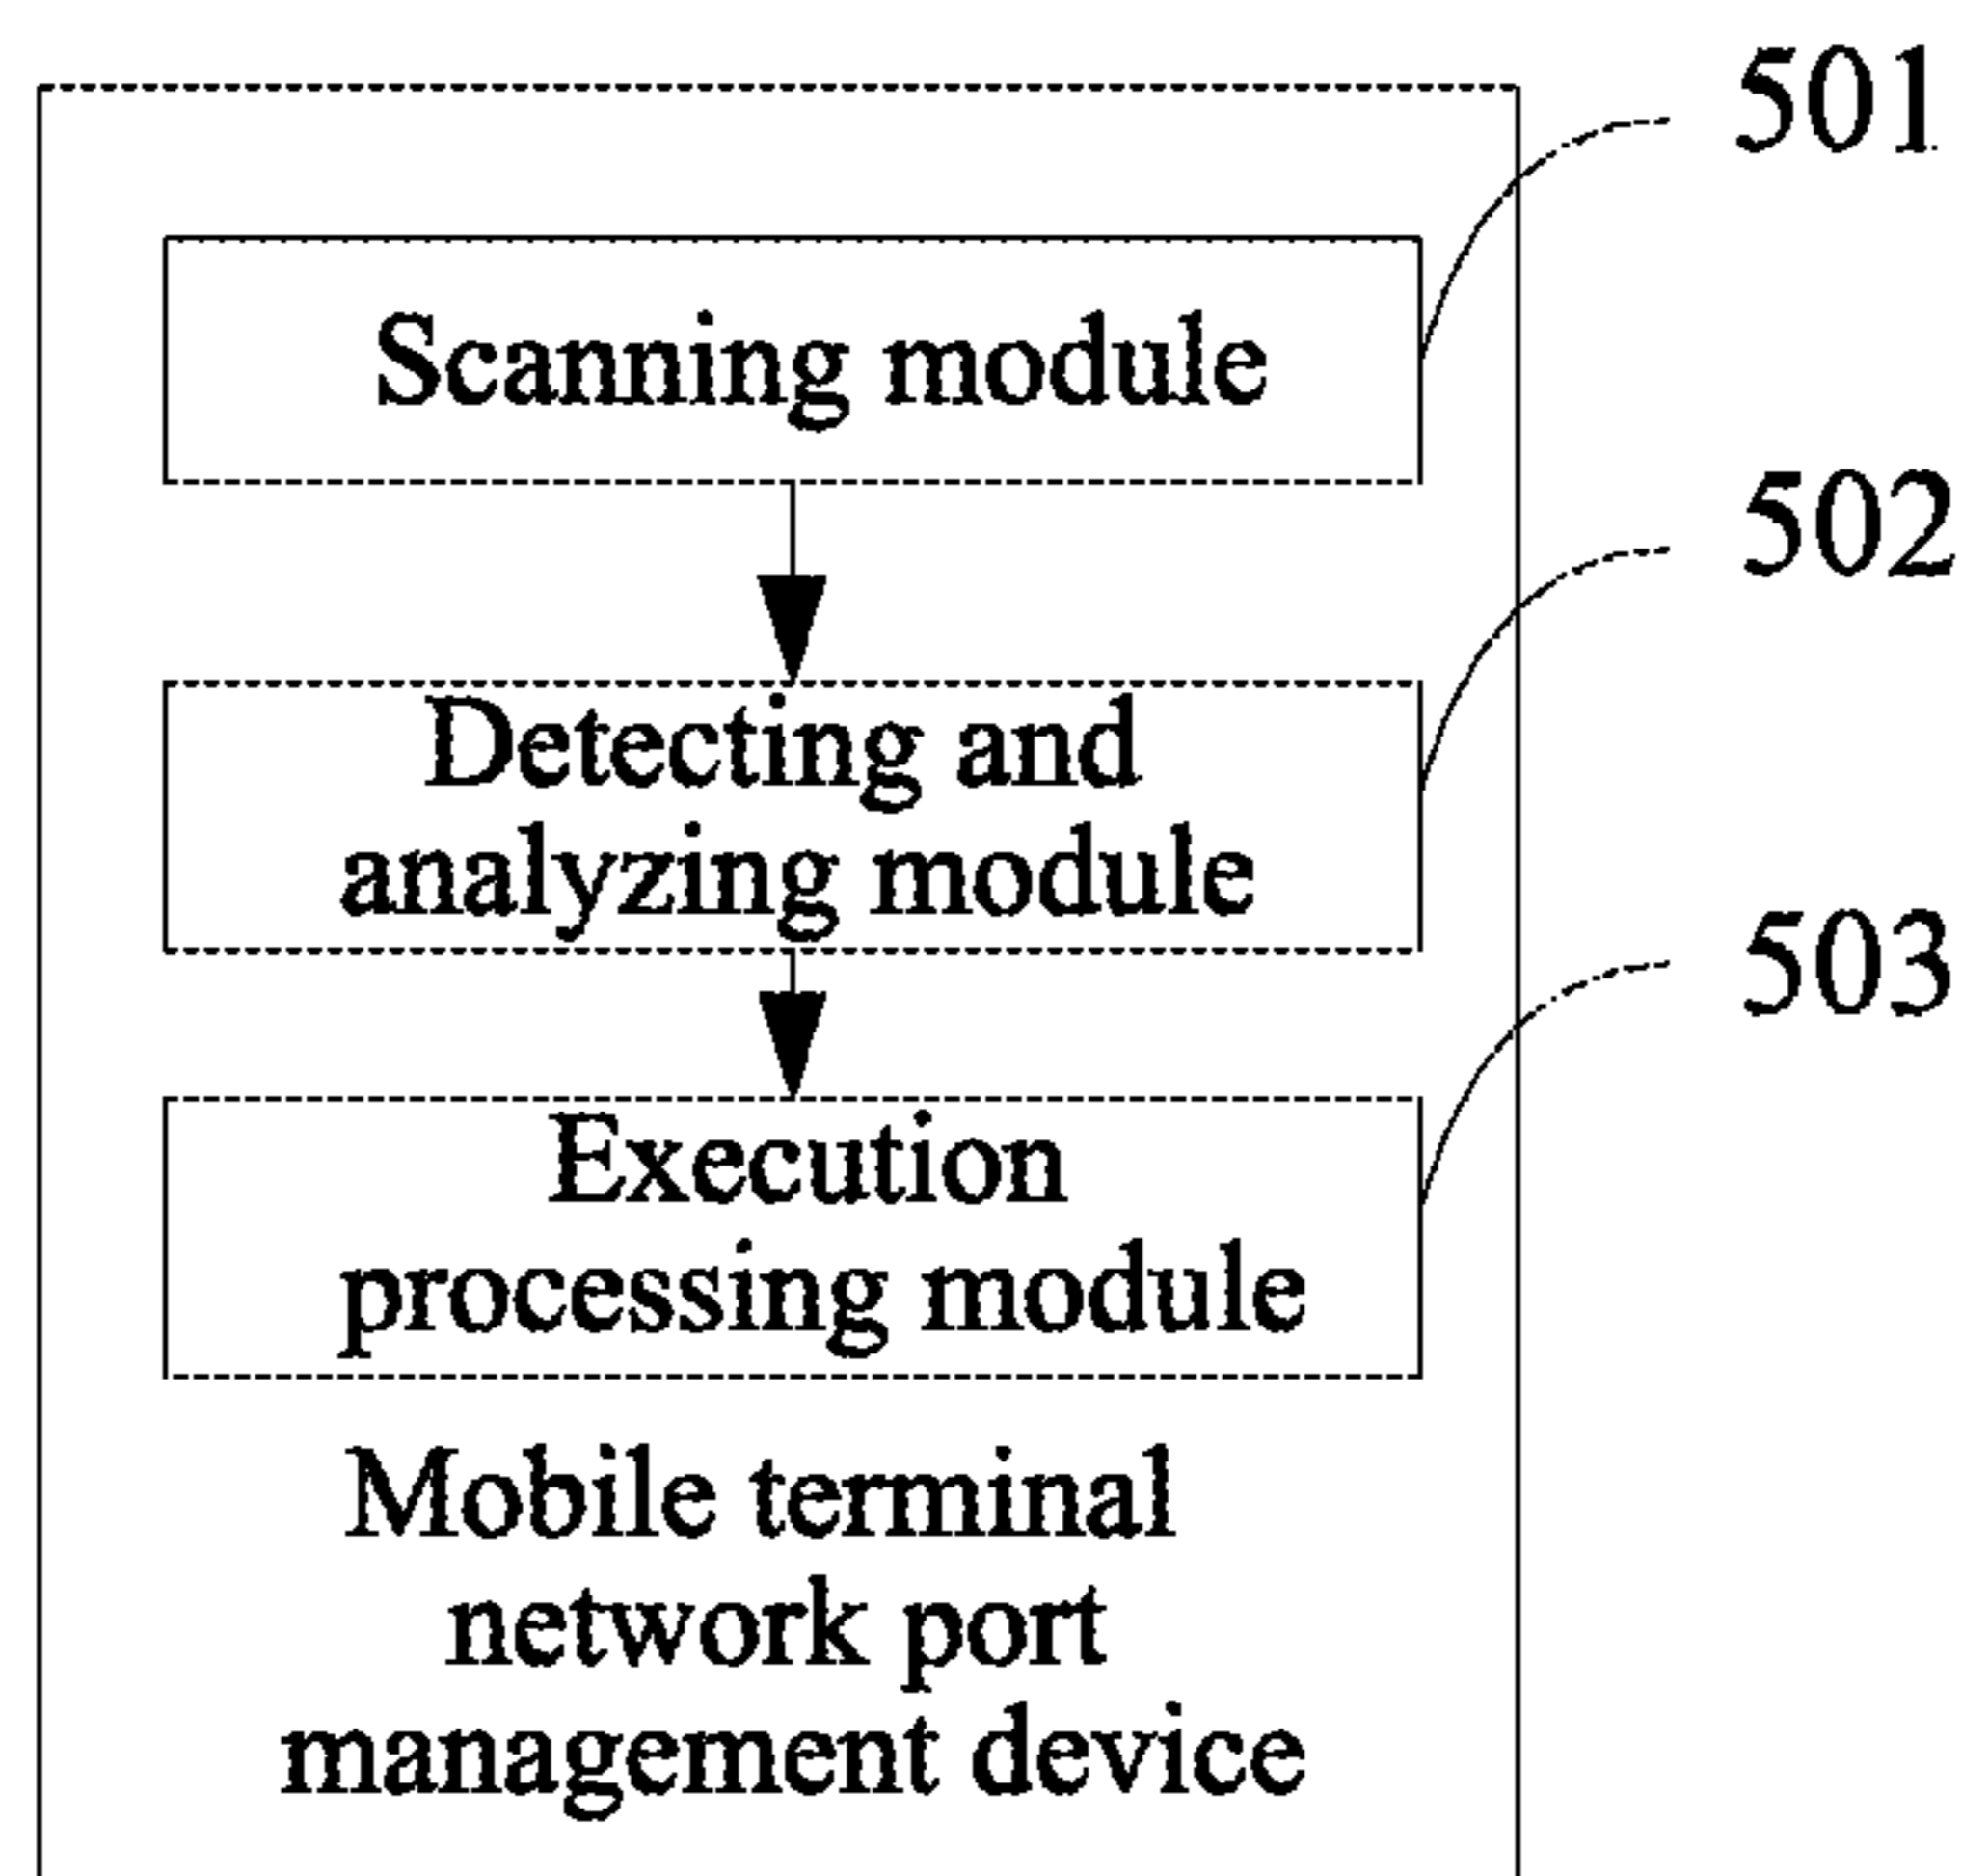 501
Scanning module
502
Detecting and
analyzing module
503
Execution
processing module
Mobile terminal
network port
management device